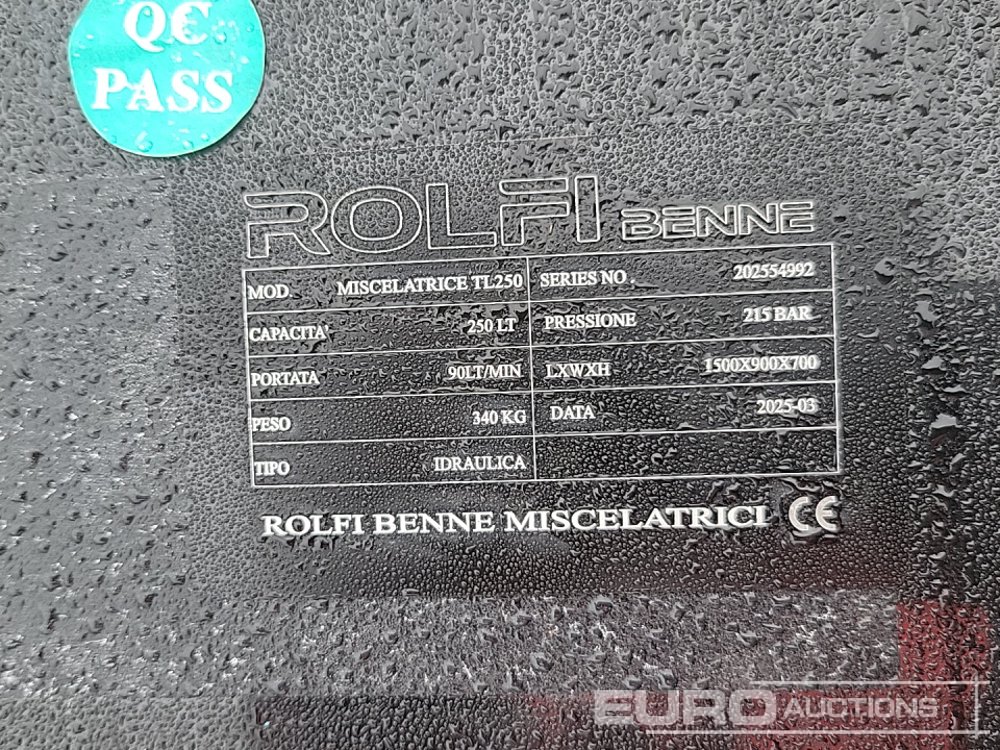 QC
PASS
ROLFI BENNE
MOD. MISCELATRICE TL250 SERIES NO . 202554992
CAPACITA' 250 LT PRESSIONE 215 BAR
PORTATA 90LT/MIN LXWXH 1500X900X700
PESO 340 KG DATA 2025-03
TIPO IDRAULICA
ROLFI BENNE MISCELATRICI CE
EURO AUCTIONS